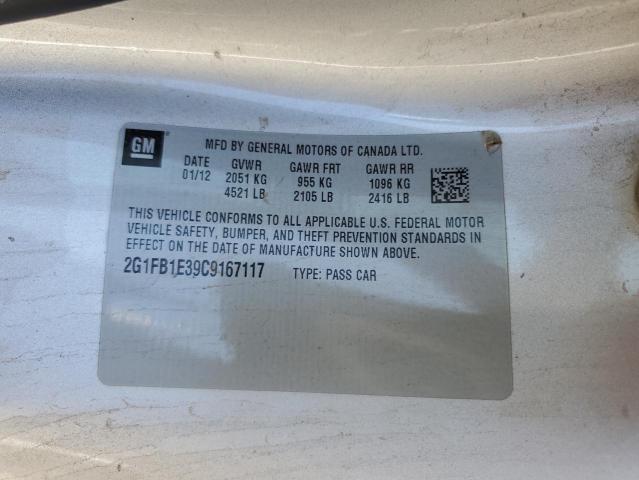 GM
MFD BY GENERAL MOTORS OF CANADA LTD.
DATE GVWR GAWR FRT GAWR RR
01/12 2051 KG 955 KG 1096 KG
4521 LB 2105 LB 2416 LB
THIS VEHICLE CONFORMS TO ALL APPLICABLE U.S. FEDERAL MOTOR
VEHICLE SAFETY, BUMPER, AND THEFT PREVENTION STANDARDS IN
EFFECT ON THE DATE OF MANUFACTURE SHOWN ABOVE.
2G1FB1E39C9167117 TYPE: PASS CAR